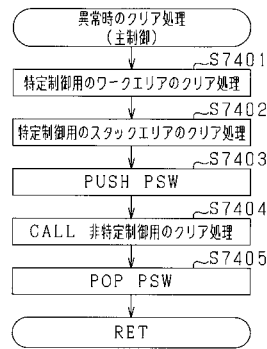 異常時のクリア処理
(主制御)
S7401
特定制御用のワークエリアのクリア処理
S7402
特定制御用のスタックエリアのクリア処理
S7403
PUSH PSW
S7404
CALL 非特定制御用のクリア処理
S7405
POP PSW
RET